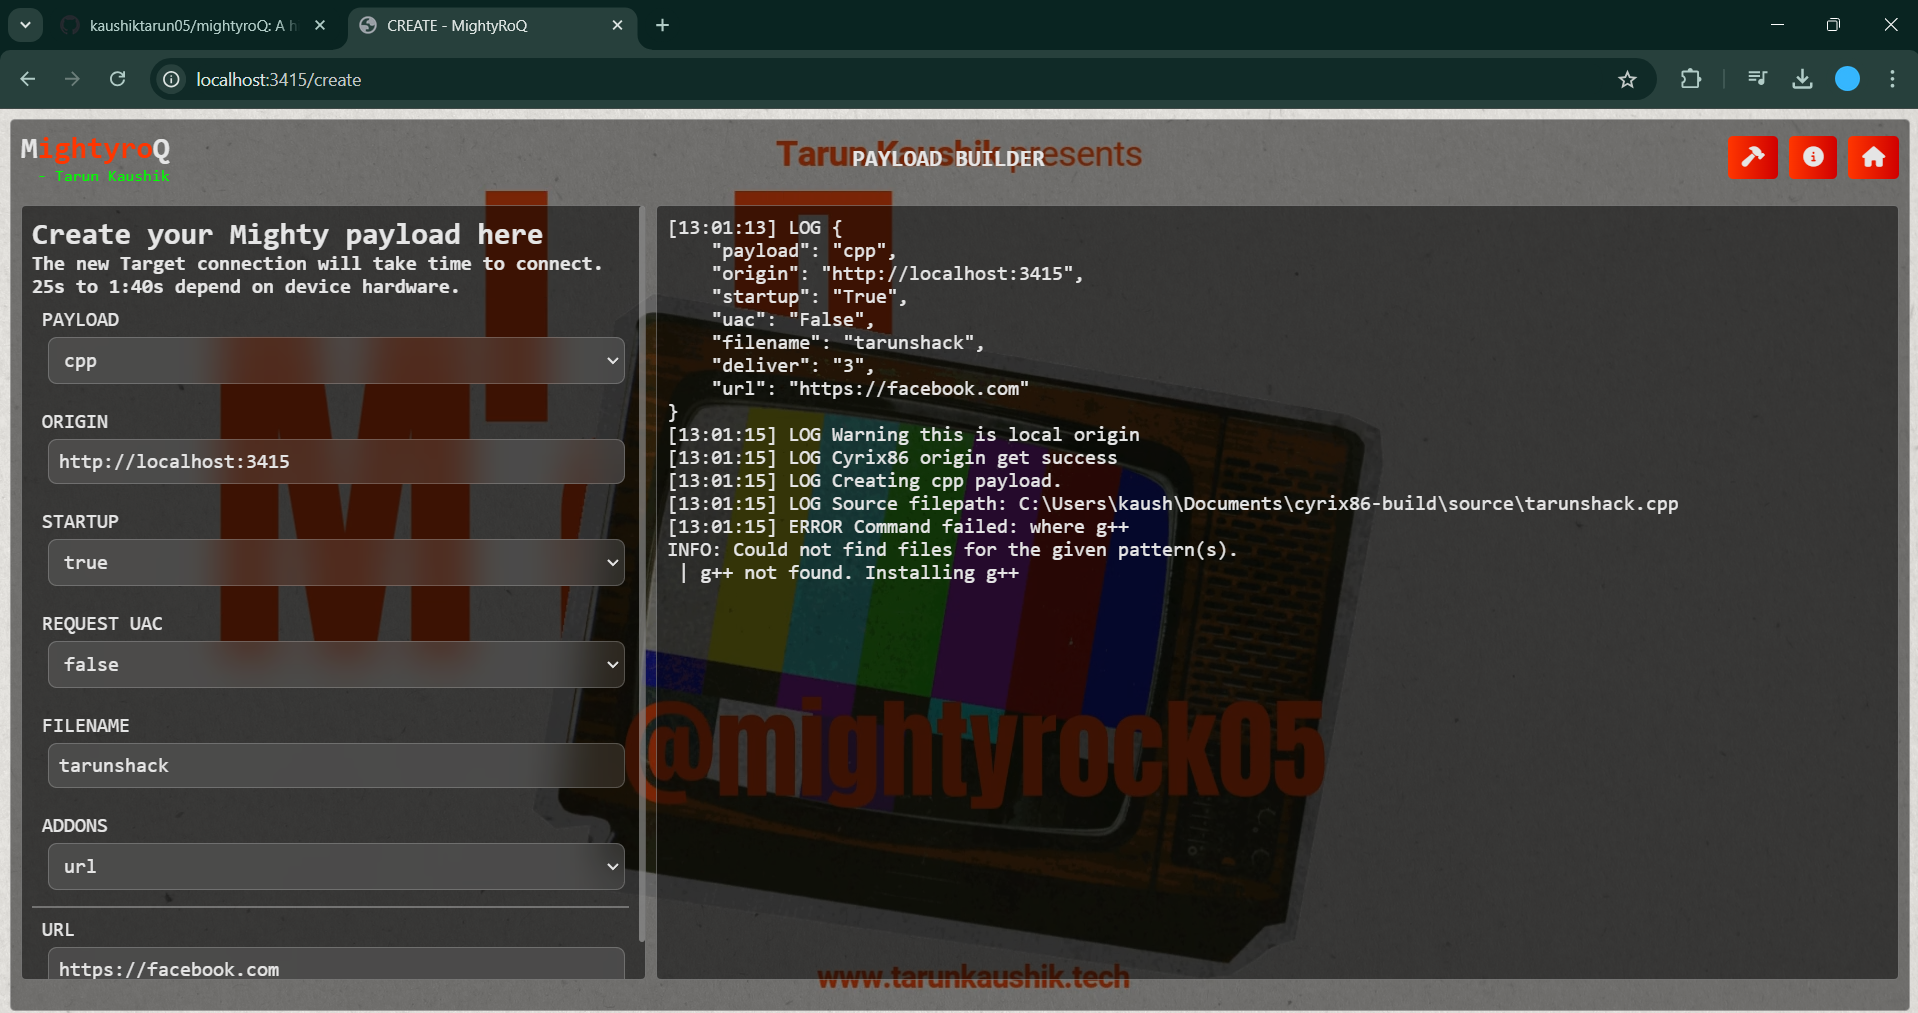 kaushiktarun05/mightyroQ: A h
CREATE - MightyRoQ
localhost:3415/create
MightyroQ
- Tarun Kaushik
Tarun Kaushik presents
PAYLOAD BUILDER
Create your Mighty payload here
The new Target connection will take time to connect.
25s to 1:40s depend on device hardware.
PAYLOAD
cpp
ORIGIN
http://localhost:3415
STARTUP
true
REQUEST UAC
false
FILENAME
tarunshack
ADDONS
url
URL
https://facebook.com
[13:01:13] LOG {
"payload": "cpp",
"origin": "http://localhost:3415",
"startup": "True",
"uac": "False",
"filename": "tarunshack",
"deliver": "3",
"url": "https://facebook.com"
}
[13:01:15] LOG Warning this is local origin
[13:01:15] LOG Cyrix86 origin get success
[13:01:15] LOG Creating cpp payload.
[13:01:15] LOG Source filepath: C:\Users\kaush\Documents\cyrix86-build\source\tarunshack.cpp
[13:01:15] ERROR Command failed: where g++
INFO: Could not find files for the given pattern(s).
| g++ not found. Installing g++
@mightyrock05
www.tarunkaushik.tech